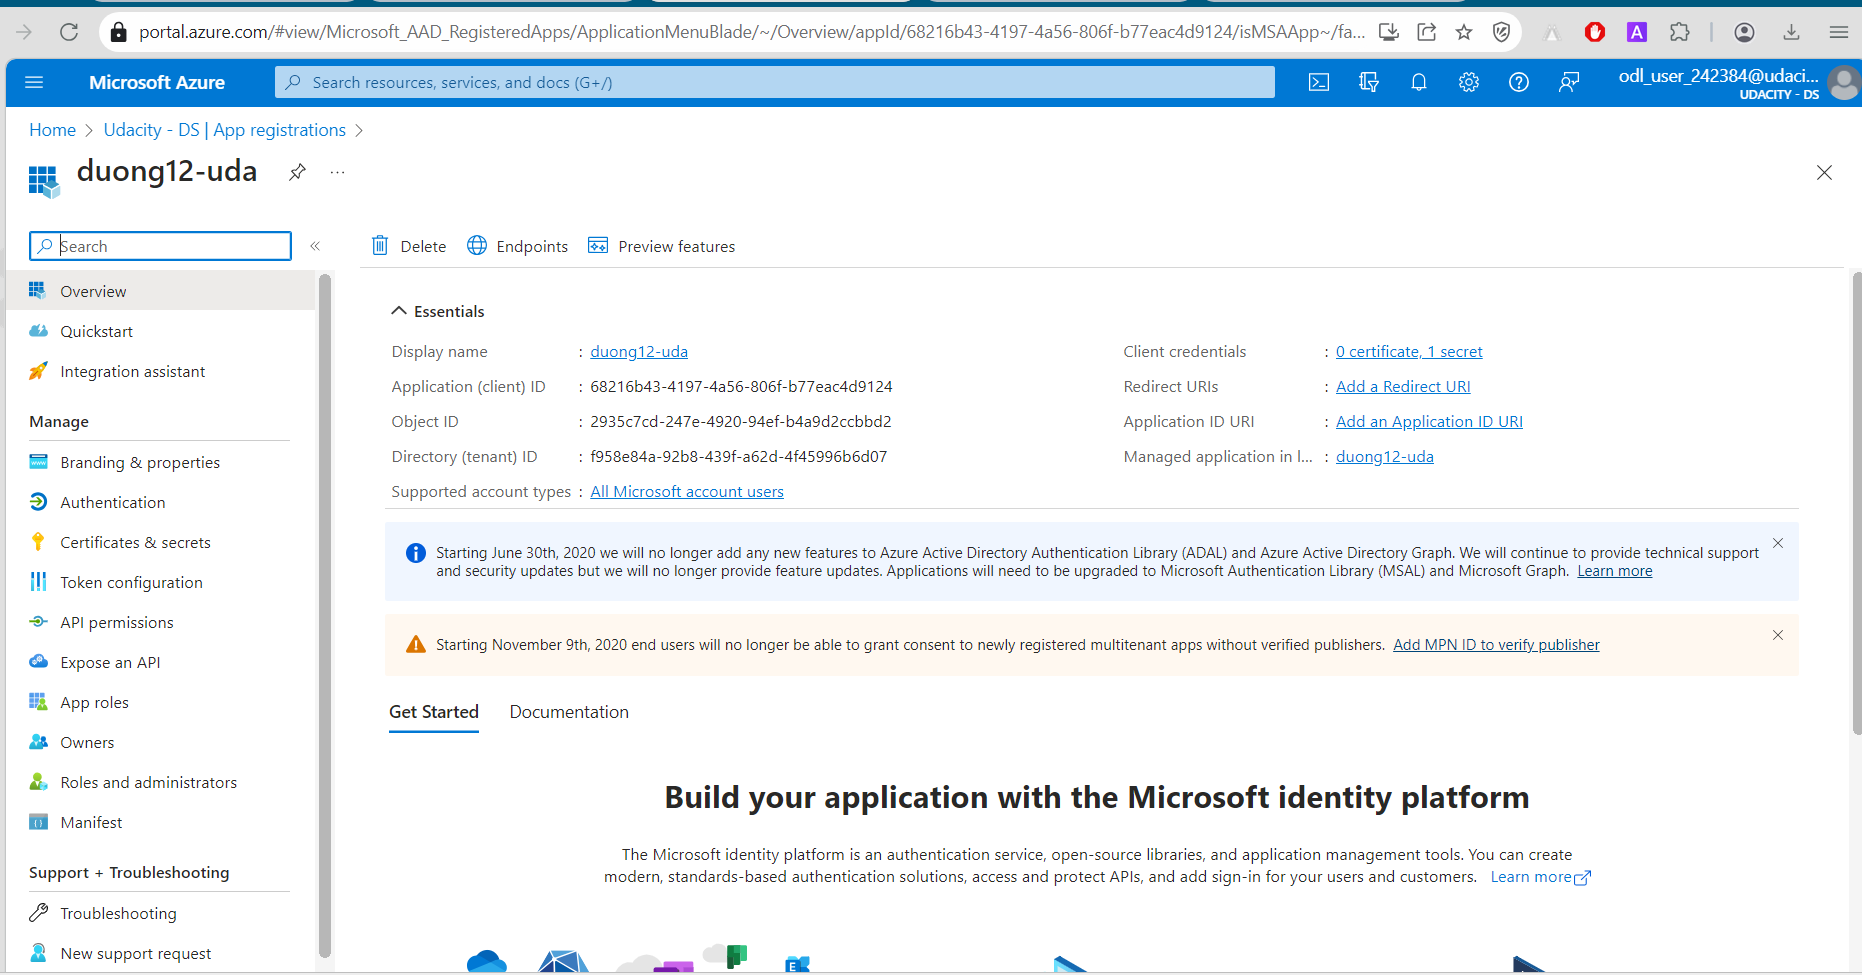 portal.azure.com/#view/Microsoft_AAD_RegisteredApps/ApplicationMenuBlade/~/Overview/appId/68216b43-4197-4a56-806f-b77eac4d9124/isMSAApp~/fa...
A
Microsoft Azure
Search resources, services, and docs (G+/)
odl_user_242384@udaci...
UDACITY - DS
Home > Udacity - DS | App registrations >
duong12-uda
...
Search
«
Delete
Endpoints
Preview features
Overview
Quickstart
Integration assistant
Manage
Branding & properties
Authentication
Certificates & secrets
Token configuration
API permissions
Expose an API
App roles
Owners
Roles and administrators
Manifest
Support + Troubleshooting
Troubleshooting
New support request
Essentials
Display name : duong12-uda
Application (client) ID : 68216b43-4197-4a56-806f-b77eac4d9124
Object ID : 2935c7cd-247e-4920-94ef-b4a9d2ccbbd2
Directory (tenant) ID : f958e84a-92b8-439f-a62d-4f45996b6d07
Supported account types : All Microsoft account users
Client credentials : 0 certificate, 1 secret
Redirect URIs : Add a Redirect URI
Application ID URI : Add an Application ID URI
Managed application in l... : duong12-uda
Starting June 30th, 2020 we will no longer add any new features to Azure Active Directory Authentication Library (ADAL) and Azure Active Directory Graph. We will continue to provide technical support
and security updates but we will no longer provide feature updates. Applications will need to be upgraded to Microsoft Authentication Library (MSAL) and Microsoft Graph. Learn more
Starting November 9th, 2020 end users will no longer be able to grant consent to newly registered multitenant apps without verified publishers. Add MPN ID to verify publisher
Get Started
Documentation
Build your application with the Microsoft identity platform
The Microsoft identity platform is an authentication service, open-source libraries, and application management tools. You can create
modern, standards-based authentication solutions, access and protect APIs, and add sign-in for your users and customers. Learn more
E